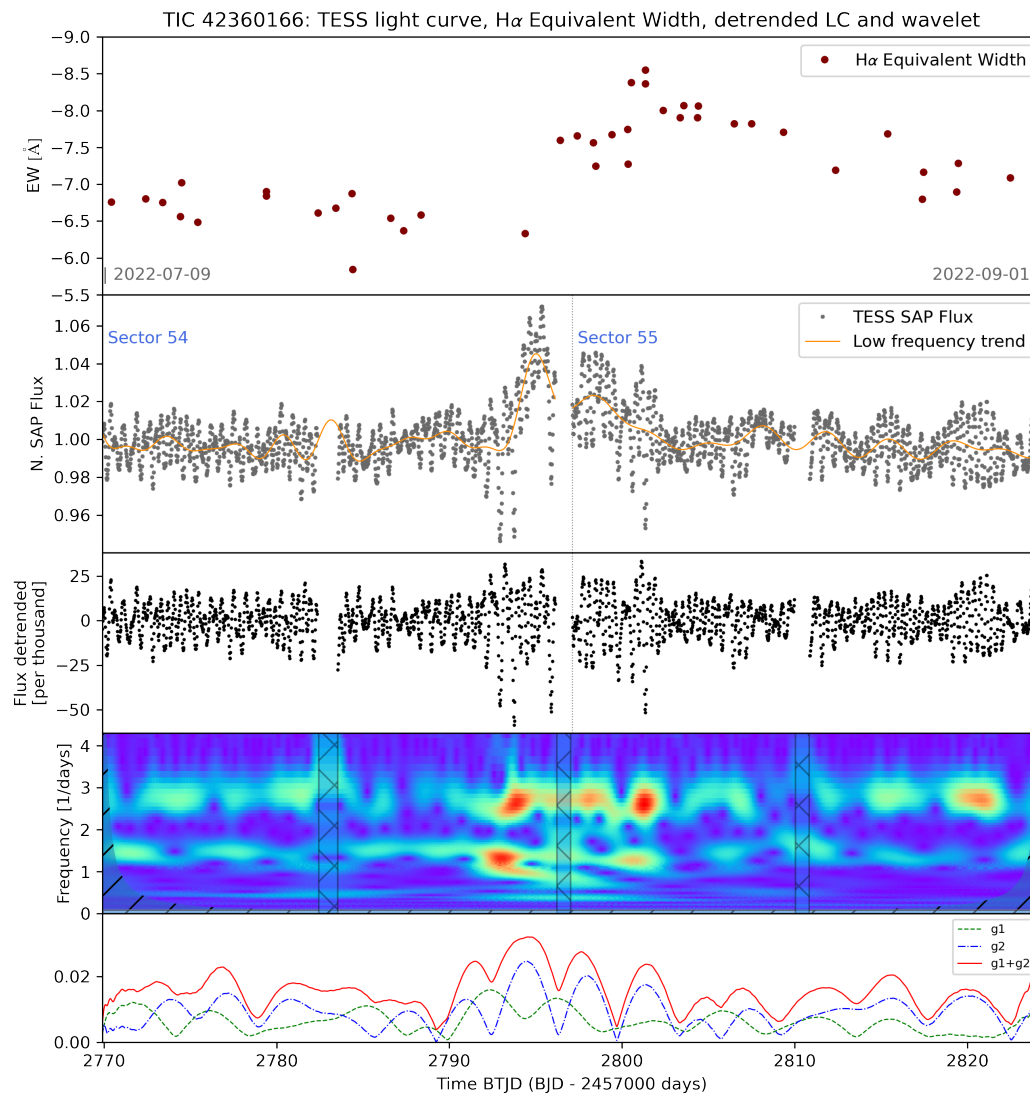 TIC 42360166: TESS light curve, Hα Equivalent Width, detrended LC and wavelet
−9.0
−8.5
−8.0
−7.5
−7.0
−6.5
−6.0
−5.5
EW [Å]
Hα Equivalent Width
| 2022-07-09
2022-09-01
1.06
1.04
1.02
1.00
0.98
0.96
N. SAP Flux
Sector 54
Sector 55
TESS SAP Flux
Low frequency trend
25
0
−25
−50
Flux detrended
[per thousand]
4
3
2
1
0
Frequency [1/days]
g1
g2
g1+g2
0.02
0.00
2770
2780
2790
2800
2810
2820
Time BTJD (BJD - 2457000 days)